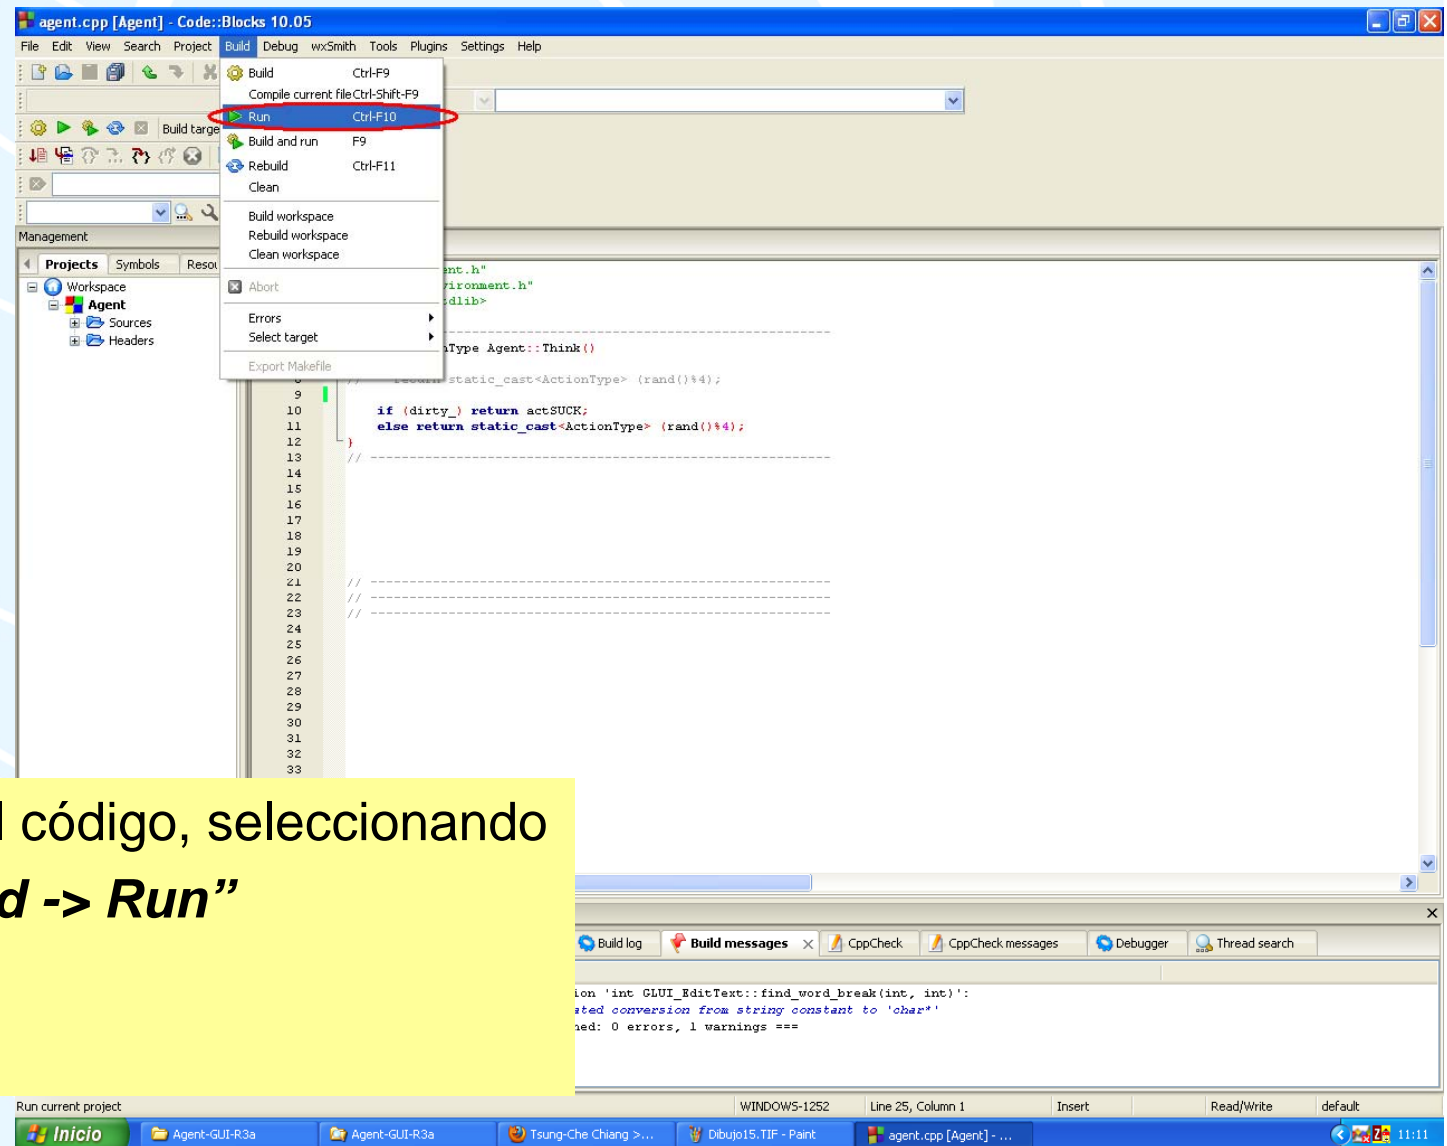 agent.cpp [Agent] - Code::Blocks 10.05
File Edit View Search Project Build Debug wxSmith Tools Plugins Settings Help
Build Ctrl-F9
Compile current file Ctrl-Shift-F9
Run Ctrl-F10
Build and run F9
Rebuild Ctrl-F11
Clean
Build workspace
Rebuild workspace
Clean workspace
Abort
Errors
Select target
Export Makefile
Build targe
Management
Projects Symbols Resou
Workspace
Agent
Sources
Headers
ent.h"
vironment.h"
tdlib>
------------------------------------------------------------
nType Agent::Think()
8 // return static_cast<ActionType> (rand()%4);
9
10 if (dirty_) return actSUCK;
11 else return static_cast<ActionType> (rand()%4);
12 }
13 // -----------------------------------------------------------
14
15
16
17
18
19
20
21 // -----------------------------------------------------------
22 // -----------------------------------------------------------
23 // -----------------------------------------------------------
24
25
26
27
28
29
30
31
32
33
l código, seleccionando
d -> Run”
Build log Build messages CppCheck CppCheck messages Debugger Thread search
ion 'int GLUI_EditText::find_word_break(int, int)':
ated conversion from string constant to 'char*'
hed: 0 errors, 1 warnings ===
Run current project WINDOWS-1252 Line 25, Column 1 Insert Read/Write default
Inicio Agent-GUI-R3a Agent-GUI-R3a Tsung-Che Chiang >... Dibujo15.TIF - Paint agent.cpp [Agent] - ... 11:11